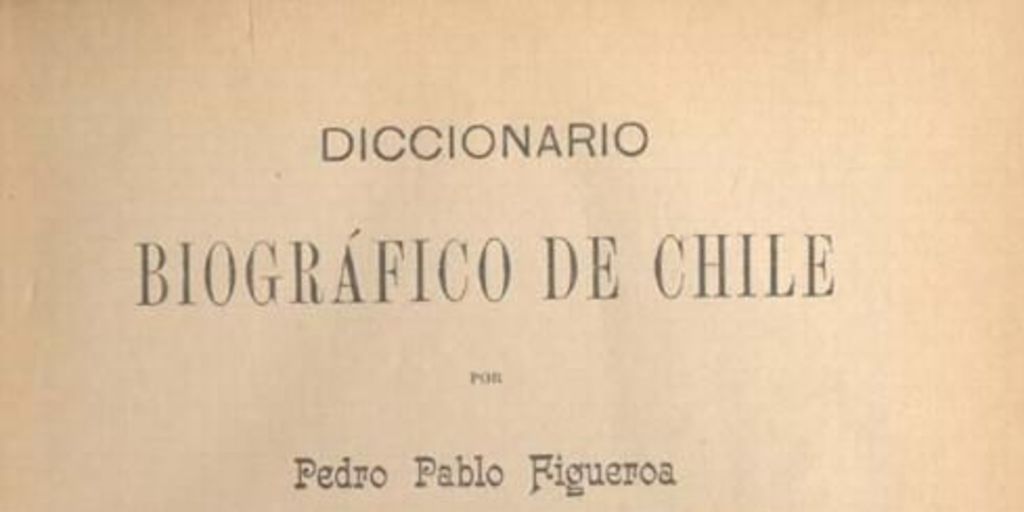 DICCIONARIO
BIOGRÁFICO DE CHILE
POR
Pedro Pablo Figueroa